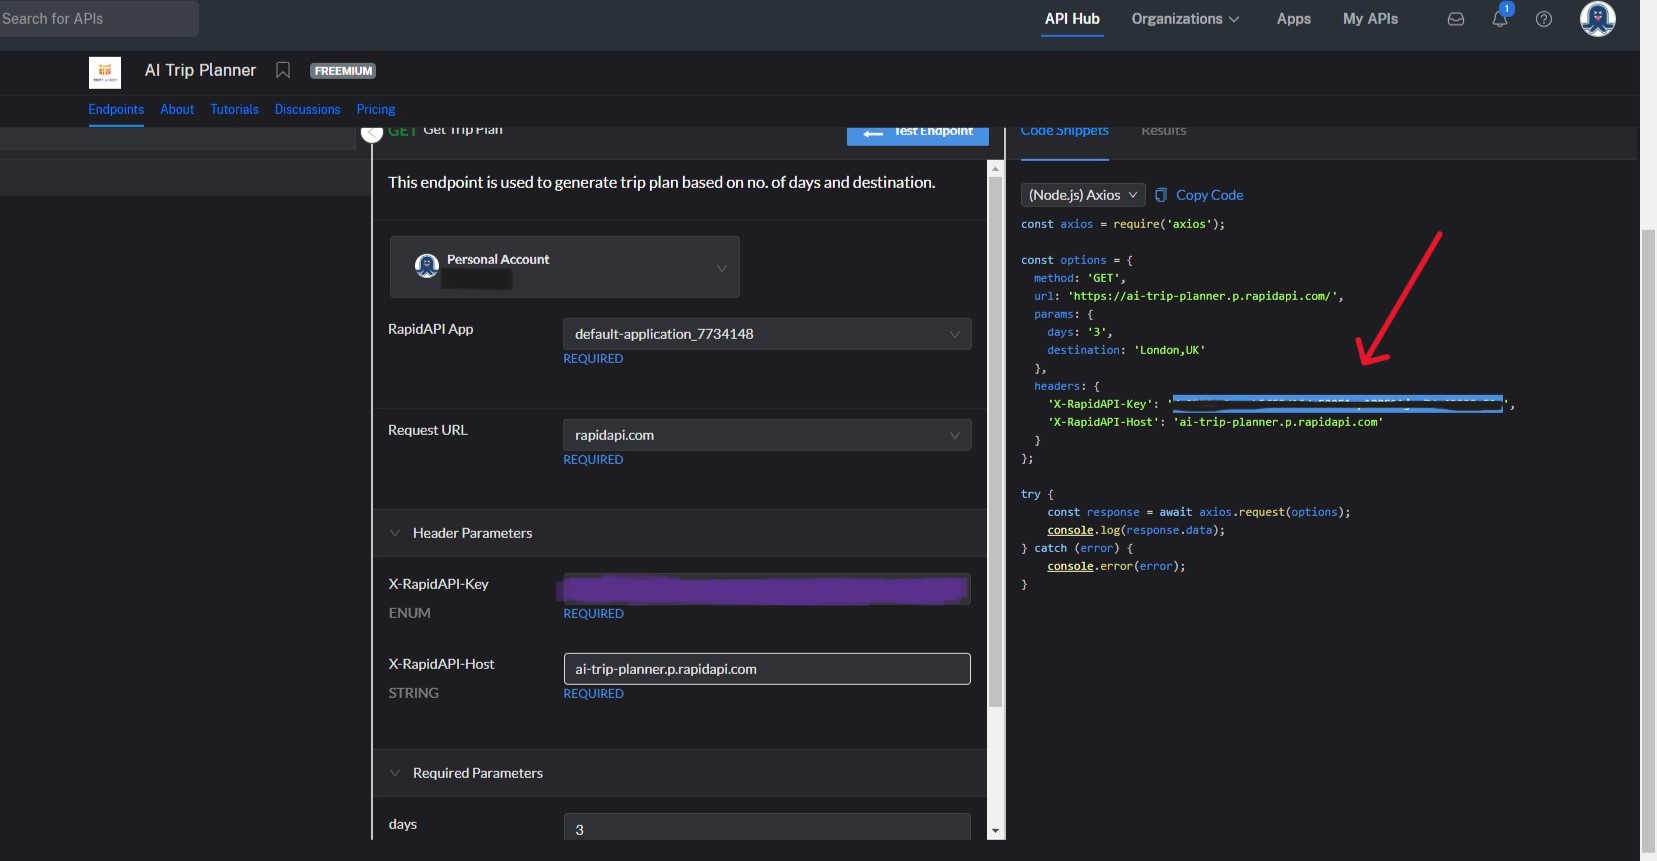 Search for APIs
API Hub
Organizations
Apps
My APIs
1
AI Trip Planner
FREEMIUM
Endpoints
About
Tutorials
Discussions
Pricing
GET Get Trip Plan
Test Endpoint
This endpoint is used to generate trip plan based on no. of days and destination.
Personal Account
RapidAPI App
default-application_7734148
REQUIRED
Request URL
rapidapi.com
REQUIRED
Header Parameters
X-RapidAPI-Key
ENUM
REQUIRED
X-RapidAPI-Host
STRING
ai-trip-planner.p.rapidapi.com
REQUIRED
Required Parameters
days
3
Code Snippets
Results
(Node.js) Axios
Copy Code
const axios = require('axios');
const options = {
method: 'GET',
url: 'https://ai-trip-planner.p.rapidapi.com/',
params: {
days: '3',
destination: 'London,UK'
},
headers: {
'X-RapidAPI-Key': '',
'X-RapidAPI-Host': 'ai-trip-planner.p.rapidapi.com'
}
};
try {
const response = await axios.request(options);
console.log(response.data);
} catch (error) {
console.error(error);
}